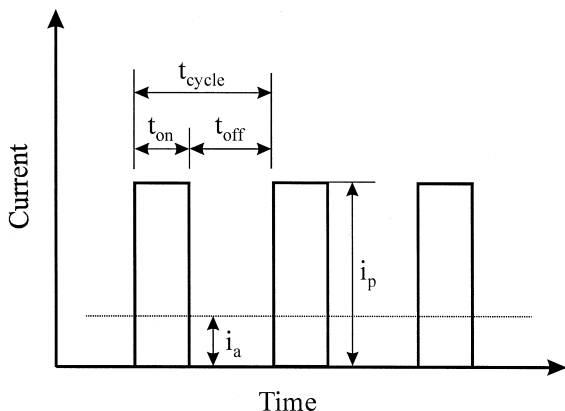 t_cycle
t_on t_off
Current
i_p
i_a
Time